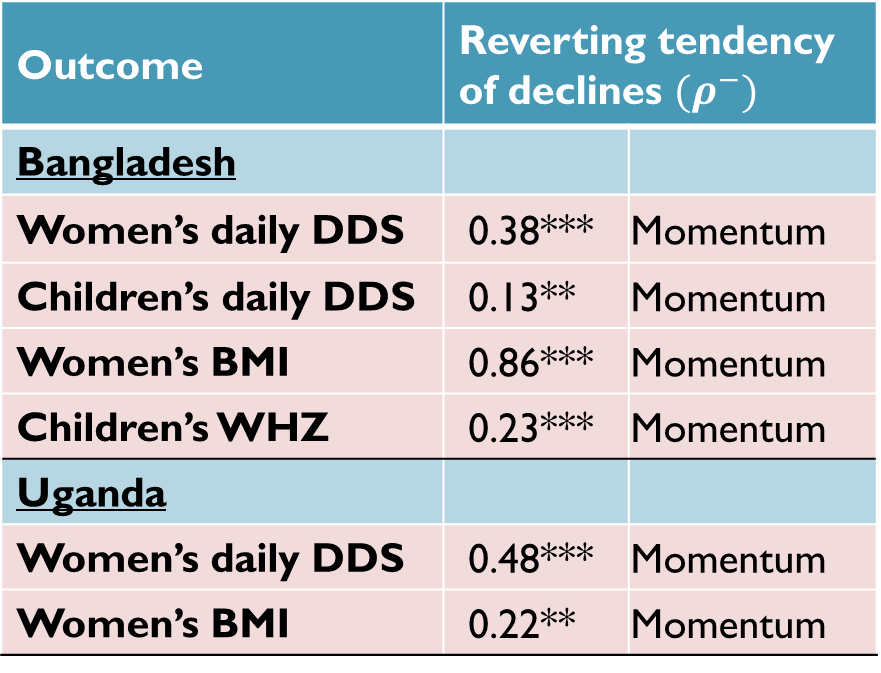 Outcome
Reverting tendency
of declines (ρ⁻)
Bangladesh
Women’s daily DDS 0.38*** Momentum
Children’s daily DDS 0.13** Momentum
Women’s BMI 0.86*** Momentum
Children’s WHZ 0.23*** Momentum
Uganda
Women’s daily DDS 0.48*** Momentum
Women’s BMI 0.22** Momentum